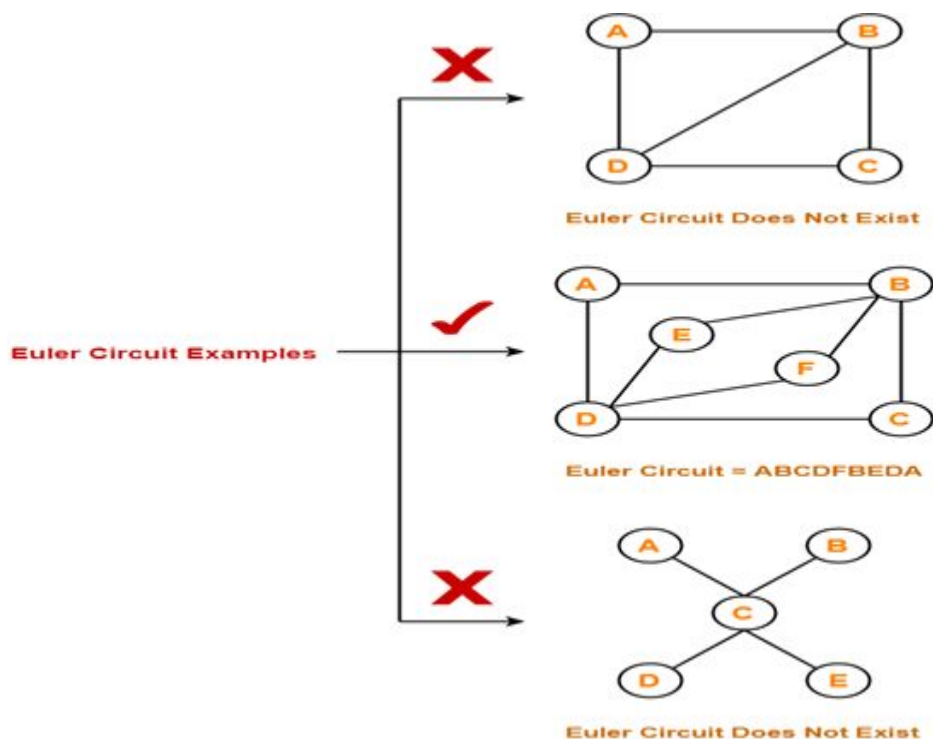 A B
D C
Euler Circuit Does Not Exist
Euler Circuit Examples
A B
E
F
D C
Euler Circuit = ABCDFBEDA
A B
C
D E
Euler Circuit Does Not Exist